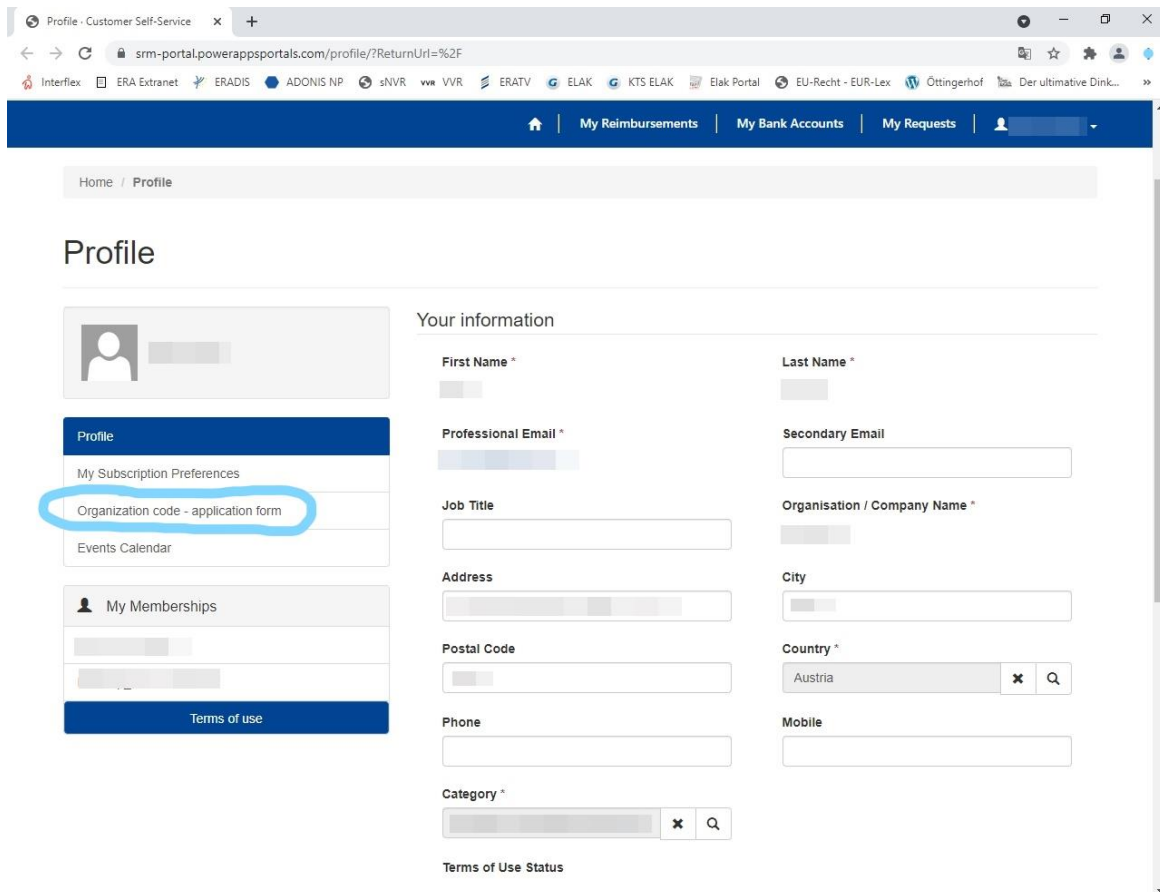 Profile · Customer Self-Service
srm-portal.powerappsportals.com/profile/?ReturnUrl=%2F
Interflex ERA Extranet ERADIS ADONIS NP sNVR vvr VVR ERATV G ELAK G KTS ELAK Elak Portal EU-Recht - EUR-Lex Öttingerhof Der ultimative Dink... »
My Reimbursements | My Bank Accounts | My Requests |
Home / Profile
Profile
Your information
First Name *
Last Name *
Profile
My Subscription Preferences
Organization code - application form
Events Calendar
Professional Email *
Secondary Email
Job Title
Organisation / Company Name *
Address
City
My Memberships
Terms of use
Postal Code
Country *
Austria
Phone
Mobile
Category *
Terms of Use Status